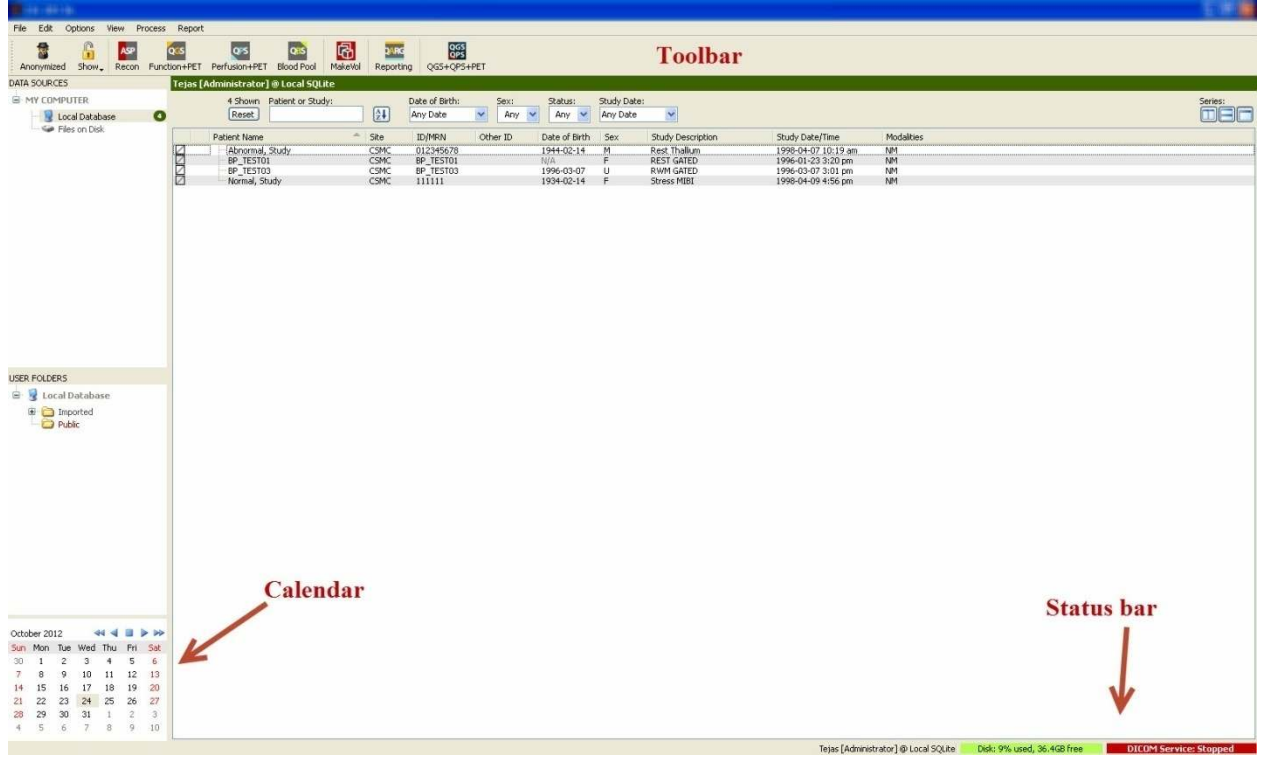 File Edit Options View Process Report
Anonymized Show ASP Recon QGS Function+PET QPS Perfusion+PET QBS Blood Pool MakeVol QARG Reporting QGS QPS QGS+QPS+PET Toolbar
DATA SOURCES
MY COMPUTER
Local Database 4
Files on Disk
Tejas [Administrator] @ Local SQLite
4 Shown Patient or Study: Date of Birth: Sex: Status: Study Date: Series:
Reset Any Date Any Any Any Date
Patient Name Site ID/MRN Other ID Date of Birth Sex Study Description Study Date/Time Modalities
Abnormal, Study CSMC 012345678 1944-02-14 M Rest Thallium 1998-04-07 10:19 am NM
BP_TEST01 CSMC BP_TEST01 N/A F REST GATED 1996-01-23 3:20 pm NM
BP_TEST03 CSMC BP_TEST03 1996-03-07 U RWM GATED 1996-03-07 3:01 pm NM
Normal, Study CSMC 111111 1934-02-14 F Stress MIBI 1998-04-09 4:56 pm NM
USER FOLDERS
Local Database
Imported
Public
Calendar
Status bar
October 2012
Sun Mon Tue Wed Thu Fri Sat
30 1 2 3 4 5 6
7 8 9 10 11 12 13
14 15 16 17 18 19 20
21 22 23 24 25 26 27
28 29 30 31 1 2 3
4 5 6 7 8 9 10
Tejas [Administrator] @ Local SQLite Disk: 9% used, 36.4GB free DICOM Service: Stopped